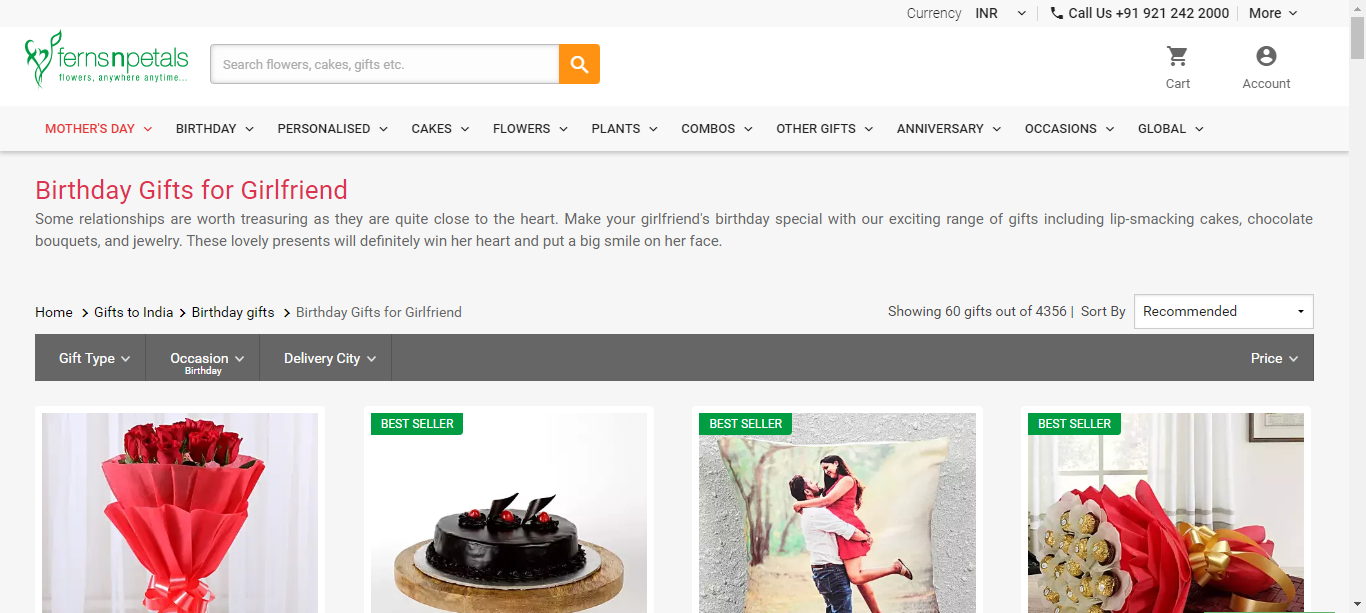 Currency INR Call Us +91 921 242 2000 More
fernsnpetals
flowers, anywhere anytime...
Search flowers, cakes, gifts etc.
Cart Account
MOTHER'S DAY BIRTHDAY PERSONALISED CAKES FLOWERS PLANTS COMBOS OTHER GIFTS ANNIVERSARY OCCASIONS GLOBAL
Birthday Gifts for Girlfriend
Some relationships are worth treasuring as they are quite close to the heart. Make your girlfriend's birthday special with our exciting range of gifts including lip-smacking cakes, chocolate
bouquets, and jewelry. These lovely presents will definitely win her heart and put a big smile on her face.
Home > Gifts to India > Birthday gifts > Birthday Gifts for Girlfriend Showing 60 gifts out of 4356 | Sort By Recommended
Gift Type Occasion Delivery City Price
Birthday
BEST SELLER BEST SELLER BEST SELLER